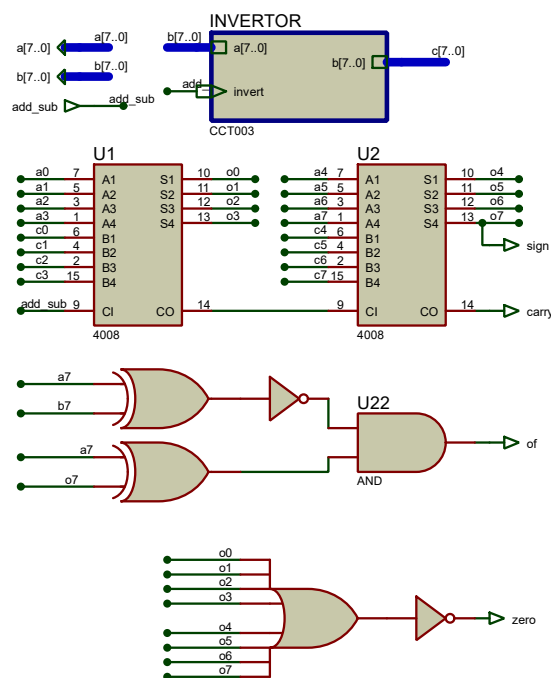 INVERTOR
a[7..0] a[7..0] b[7..0] a[7..0] c[7..0]
b[7..0] b[7..0] b[7..0]
add_sub add_sub add_ invert
CCT003
U1 U2
a0 7 A1 S1 10 o0 a4 7 A1 S1 10 o4
a1 5 A2 S2 11 o1 a5 5 A2 S2 11 o5
a2 3 A3 S3 12 o2 a6 3 A3 S3 12 o6
a3 1 A4 S4 13 o3 a7 1 A4 S4 13 o7
c0 6 B1 c4 6 B1
sign
c1 4 B2 c5 4 B2
c2 2 B3 c6 2 B3
c3 15 B4 c7 15 B4
add_sub 9 CI CO 14 9 CI CO 14 carry
4008 4008
a7
b7
U22
a7
of
o7
AND
o0
o1
o2
o3
o4
zero
o5
o6
o7